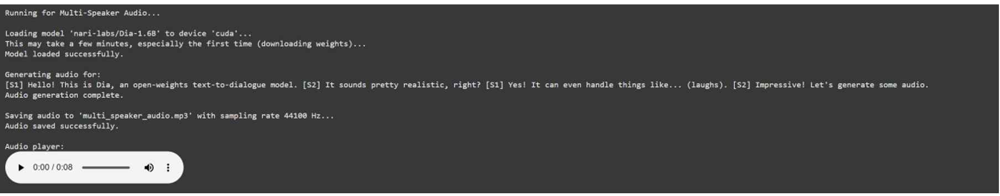 Running for Multi-Speaker Audio...
Loading model 'nari-labs/Dia-1.6B' to device 'cuda'...
This may take a few minutes, especially the first time (downloading weights)...
Model loaded successfully.
Generating audio for:
[S1] Hello! This is Dia, an open-weights text-to-dialogue model. [S2] It sounds pretty realistic, right? [S1] Yes! It can even handle things like... (laughs). [S2] Impressive! Let's generate some audio.
Audio generation complete.
Saving audio to 'multi_speaker_audio.mp3' with sampling rate 44100 Hz...
Audio saved successfully.
Audio player:
0:00 / 0:08